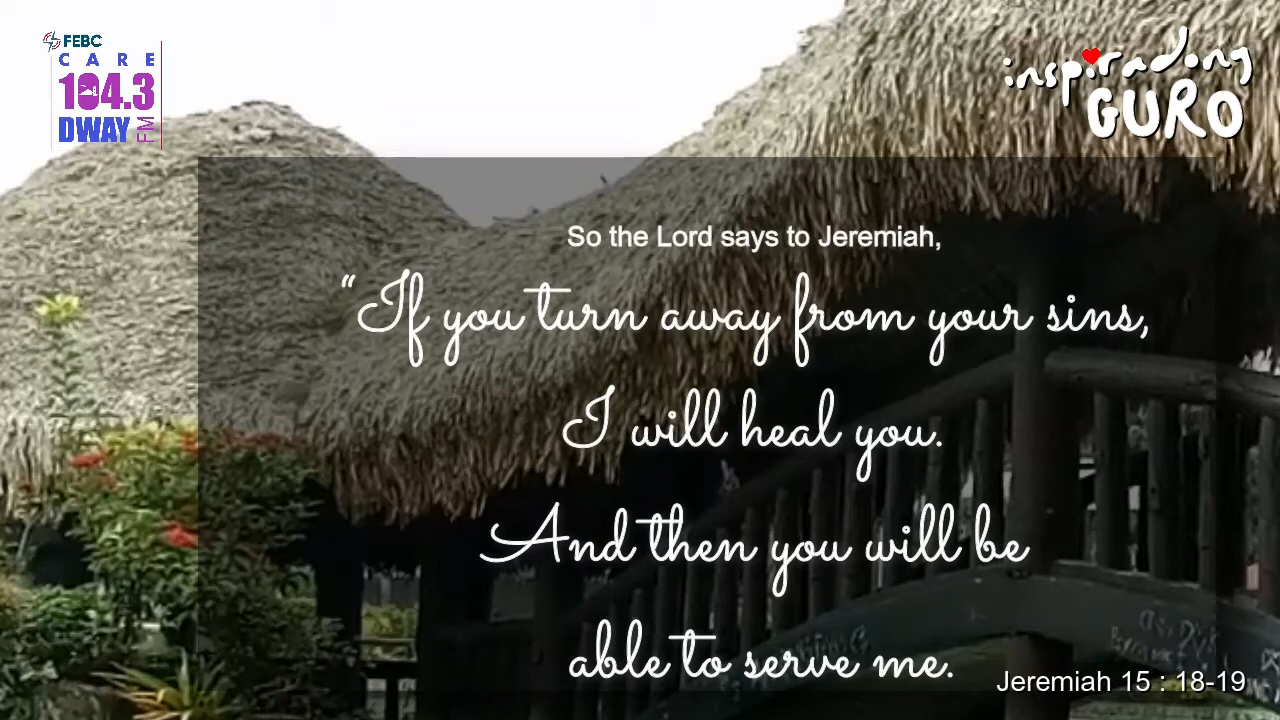 FEBC
CARE
104.3
DWAY FM
inspiradong
GURO
So the Lord says to Jeremiah,
“If you turn away from your sins,
I will heal you.
And then you will be
able to serve me.
Jeremiah 15 : 18-19